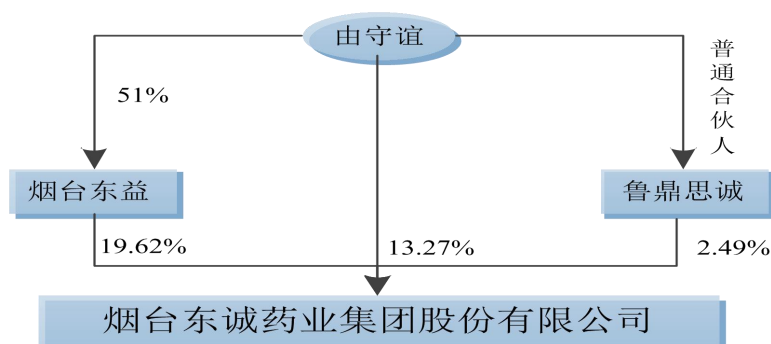 由守谊
普通合伙人
51%
烟台东益
鲁鼎思诚
19.62%
13.27%
2.49%
烟台东诚药业集团股份有限公司